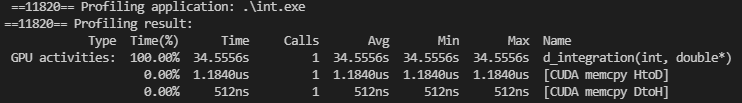 ==11820== Profiling application: .\int.exe
==11820== Profiling result:
Type Time(%) Time Calls Avg Min Max Name
GPU activities: 100.00% 34.5556s 1 34.5556s 34.5556s 34.5556s d_integration(int, double*)
0.00% 1.1840us 1 1.1840us 1.1840us 1.1840us [CUDA memcpy HtoD]
0.00% 512ns 1 512ns 512ns 512ns [CUDA memcpy DtoH]